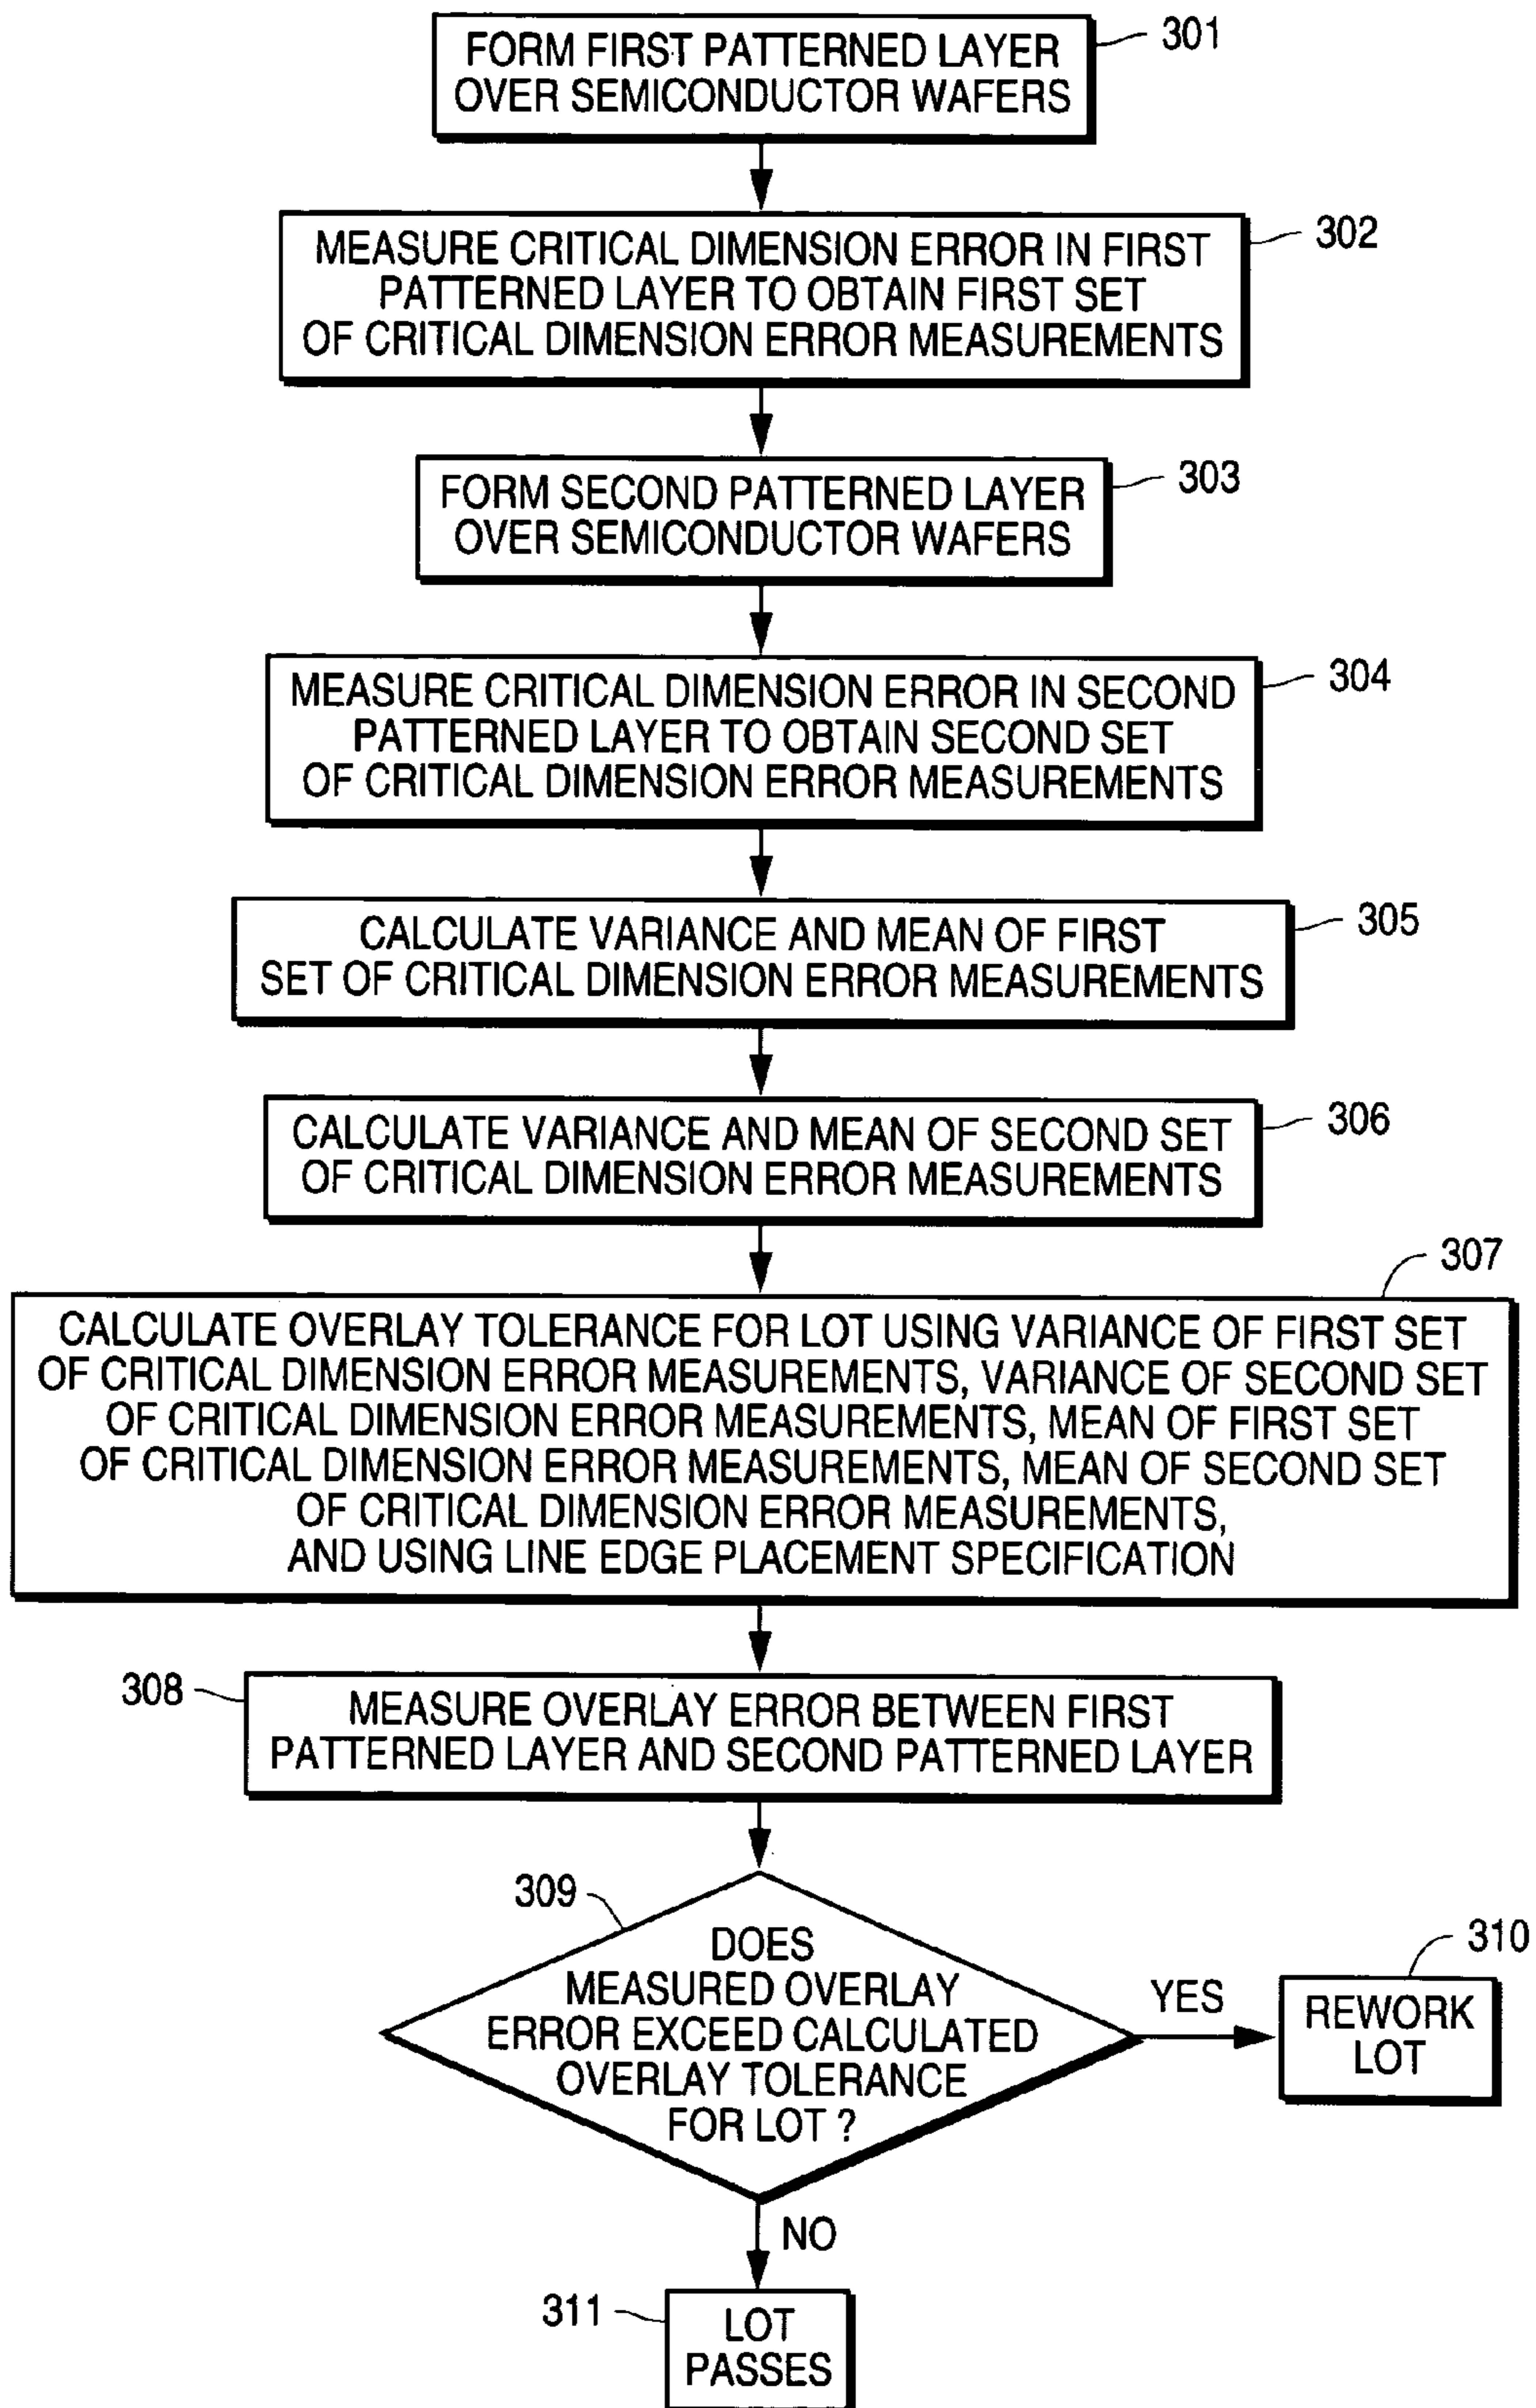 FORM FIRST PATTERNED LAYER
OVER SEMICONDUCTOR WAFERS
301
MEASURE CRITICAL DIMENSION ERROR IN FIRST
PATTERNED LAYER TO OBTAIN FIRST SET
OF CRITICAL DIMENSION ERROR MEASUREMENTS
302
FORM SECOND PATTERNED LAYER
OVER SEMICONDUCTOR WAFERS
303
MEASURE CRITICAL DIMENSION ERROR IN SECOND
PATTERNED LAYER TO OBTAIN SECOND SET
OF CRITICAL DIMENSION ERROR MEASUREMENTS
304
CALCULATE VARIANCE AND MEAN OF FIRST
SET OF CRITICAL DIMENSION ERROR MEASUREMENTS
305
CALCULATE VARIANCE AND MEAN OF SECOND SET
OF CRITICAL DIMENSION ERROR MEASUREMENTS
306
307
CALCULATE OVERLAY TOLERANCE FOR LOT USING VARIANCE OF FIRST SET
OF CRITICAL DIMENSION ERROR MEASUREMENTS, VARIANCE OF SECOND SET
OF CRITICAL DIMENSION ERROR MEASUREMENTS, MEAN OF FIRST SET
OF CRITICAL DIMENSION ERROR MEASUREMENTS, MEAN OF SECOND SET
OF CRITICAL DIMENSION ERROR MEASUREMENTS,
AND USING LINE EDGE PLACEMENT SPECIFICATION
308
MEASURE OVERLAY ERROR BETWEEN FIRST
PATTERNED LAYER AND SECOND PATTERNED LAYER
309
DOES
MEASURED OVERLAY
ERROR EXCEED CALCULATED
OVERLAY TOLERANCE
FOR LOT ?
YES
310
REWORK
LOT
NO
311
LOT
PASSES